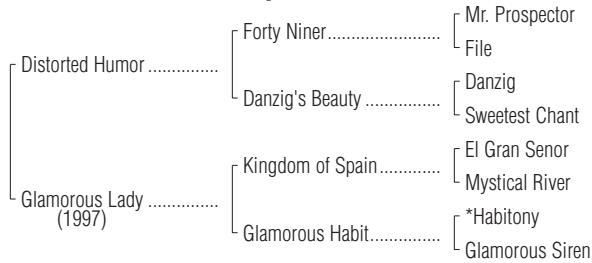 Mr. Prospector
Forty Niner....................
File
Distorted Humor ...............
Danzig
Danzig's Beauty ................
Sweetest Chant
El Gran Senor
Kingdom of Spain.............
Mystical River
Glamorous Lady ...............
(1997)
*Habitony
Glamorous Habit...............
Glamorous Siren